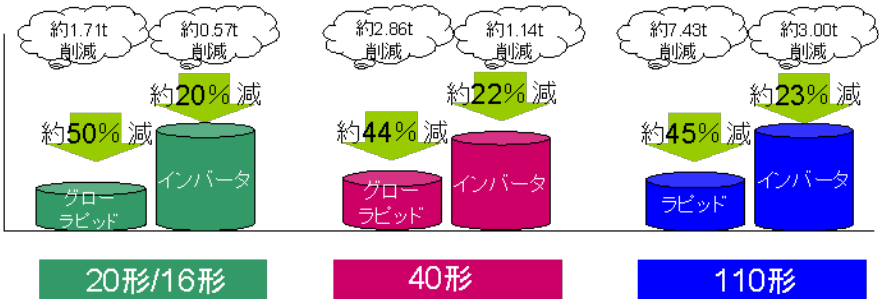 約1.71t
削減
約0.57t
削減
約20% 減
約50% 減
グロー
ラピッド
インバータ
20形/16形
約2.86t
削減
約1.14t
削減
約22% 減
約44% 減
グロー
ラピッド
インバータ
40形
約7.43t
削減
約3.00t
削減
約23% 減
約45% 減
ラピッド
インバータ
110形